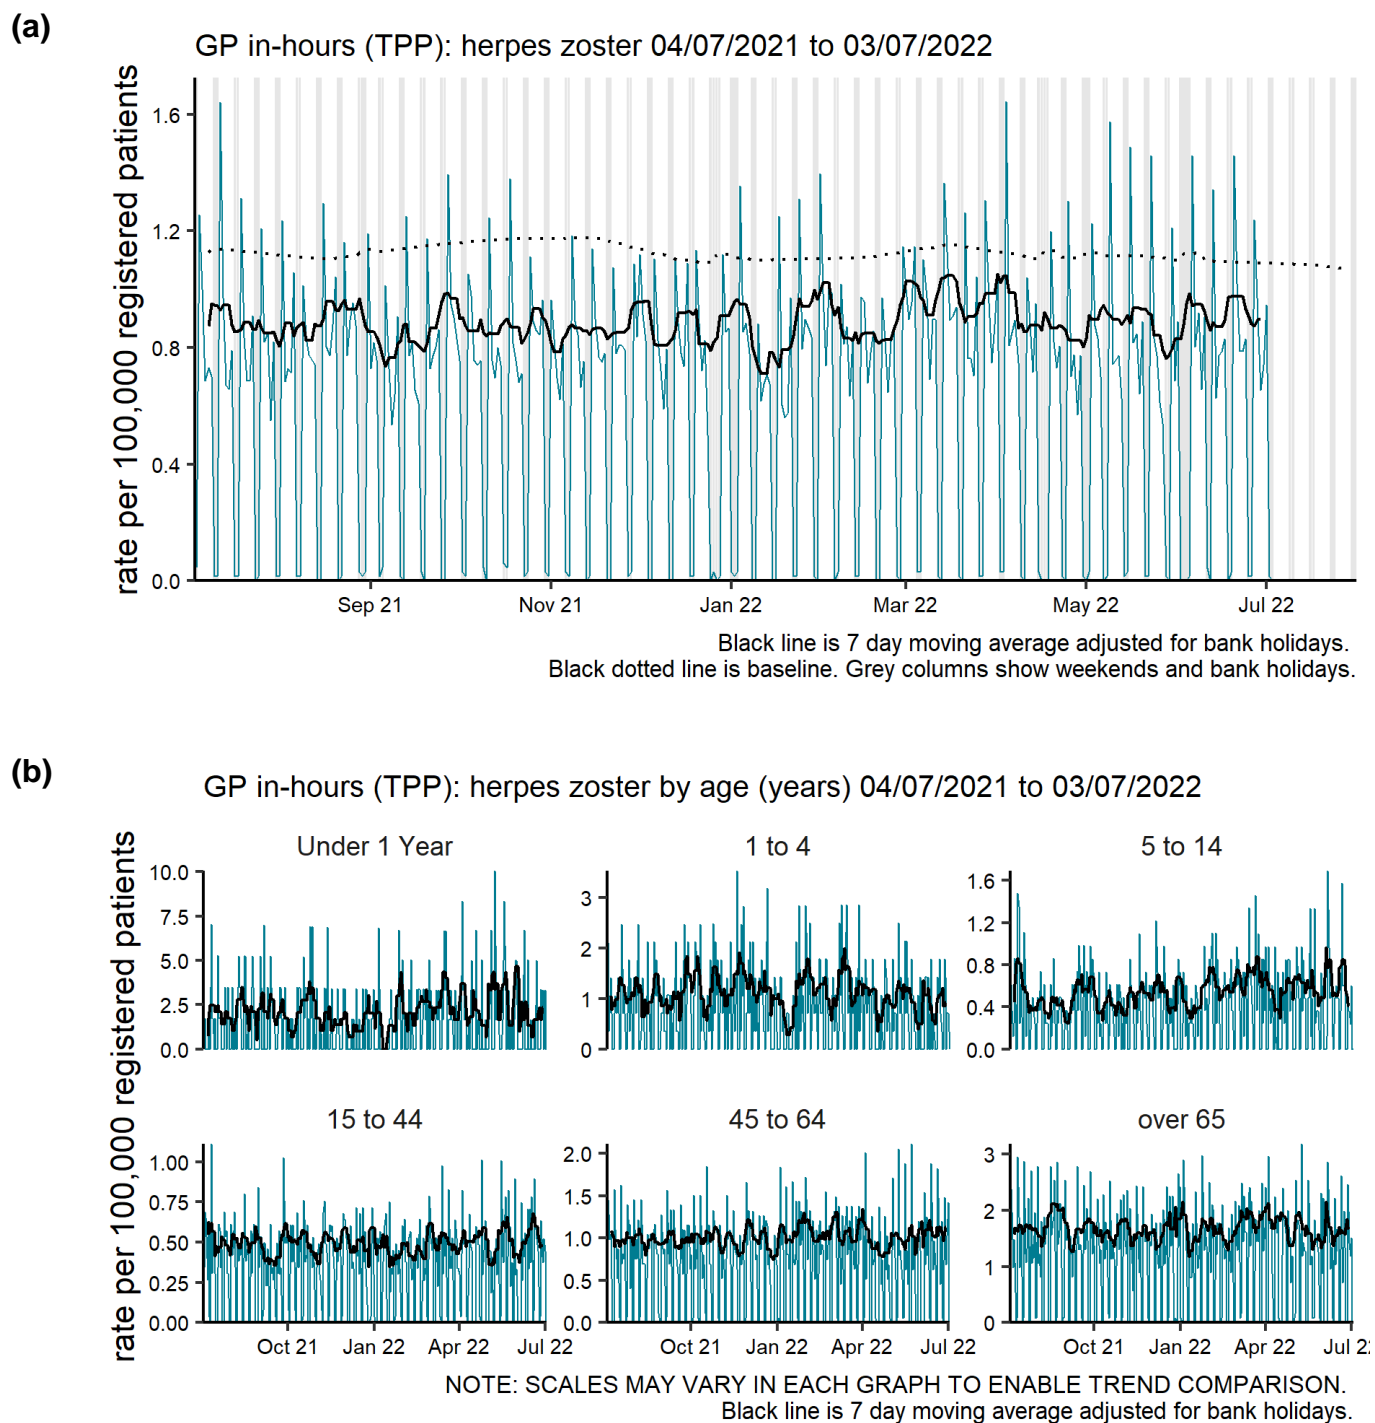 (a)
GP in-hours (TPP): herpes zoster 04/07/2021 to 03/07/2022
rate per 100,000 registered patients
1.6
1.2
0.8
0.4
0.0
Sep 21 Nov 21 Jan 22 Mar 22 May 22 Jul 22
Black line is 7 day moving average adjusted for bank holidays.
Black dotted line is baseline. Grey columns show weekends and bank holidays.
(b)
GP in-hours (TPP): herpes zoster by age (years) 04/07/2021 to 03/07/2022
rate per 100,000 registered patients
Under 1 Year
10.0
7.5
5.0
2.5
0.0
1 to 4
3
2
1
0
5 to 14
1.6
1.2
0.8
0.4
0.0
15 to 44
1.00
0.75
0.50
0.25
0.00
Oct 21 Jan 22 Apr 22 Jul 22
45 to 64
2.0
1.5
1.0
0.5
0.0
Oct 21 Jan 22 Apr 22 Jul 22
over 65
3
2
1
0
Oct 21 Jan 22 Apr 22 Jul 2
NOTE: SCALES MAY VARY IN EACH GRAPH TO ENABLE TREND COMPARISON.
Black line is 7 day moving average adjusted for bank holidays.